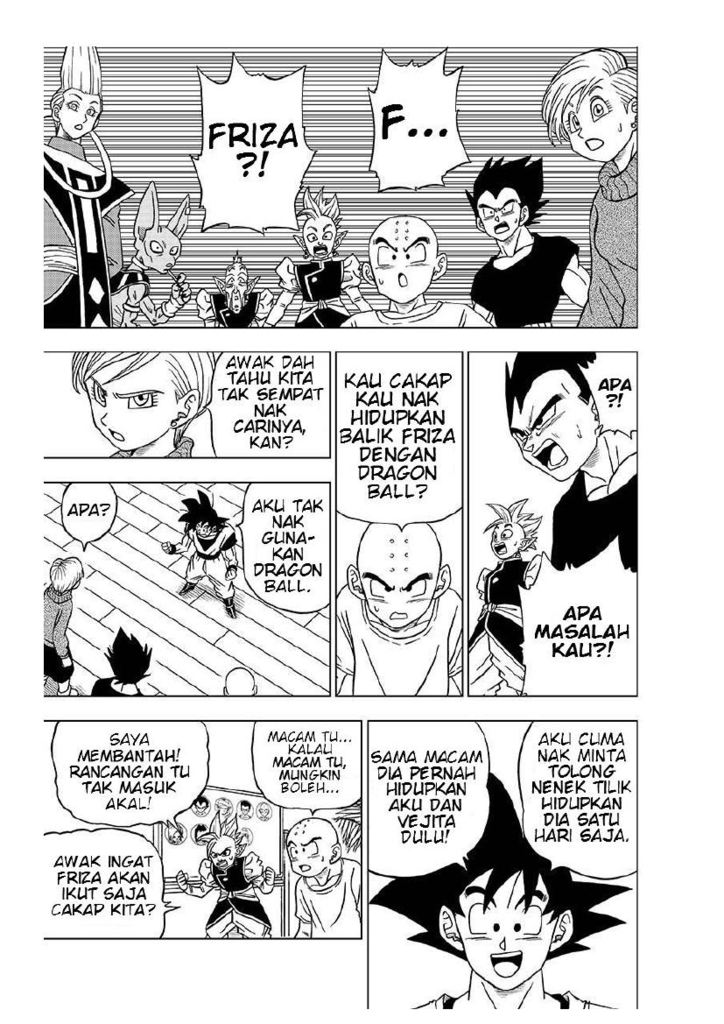 F...
FRIZA
?!
APA
?!
APA
MASALAH
KAU?!
KAU CAKAP
KAU NAK
HIDUPKAN
BALIK FRIZA
DENGAN
DRAGON
BALL?
AWAK DAH
TAHU KITA
TAK SEMPAT
NAK
CARINYA,
KAN?
AKU TAK
NAK
GUNA-
KAN
DRAGON
BALL.
APA?
AKU CUMA
NAK MINTA
TOLONG
NENEK TILIK
HIDUPKAN
DIA SATU
HARI SAJA.
SAMA MACAM
DIA PERNAH
HIDUPKAN
AKU DAN
VEJITA
DULU!
MACAM TU...
KALAU
MACAM TU,
MUNGKIN
BOLEH...
SAYA
MEMBANTAH!
RANCANGAN TU
TAK MASUK
AKAL!
AWAK INGAT
FRIZA AKAN
IKUT SAJA
CAKAP KITA?